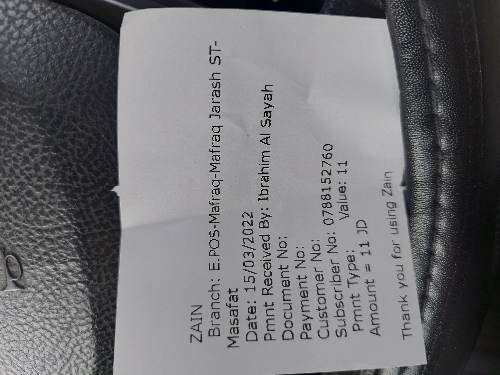 ZAIN
Branch: E.POS-Mafraq-Mafraq Jarash ST-
Masafat
Date: 15/03/2022
Pmnt Received By: Ibrahim Al Sayah
Document No:
Payment No:
Customer No:
Subscriber No: 0788152760
Pmnt Type: Value: 11
Amount = 11 JD
Thank you for using Zain